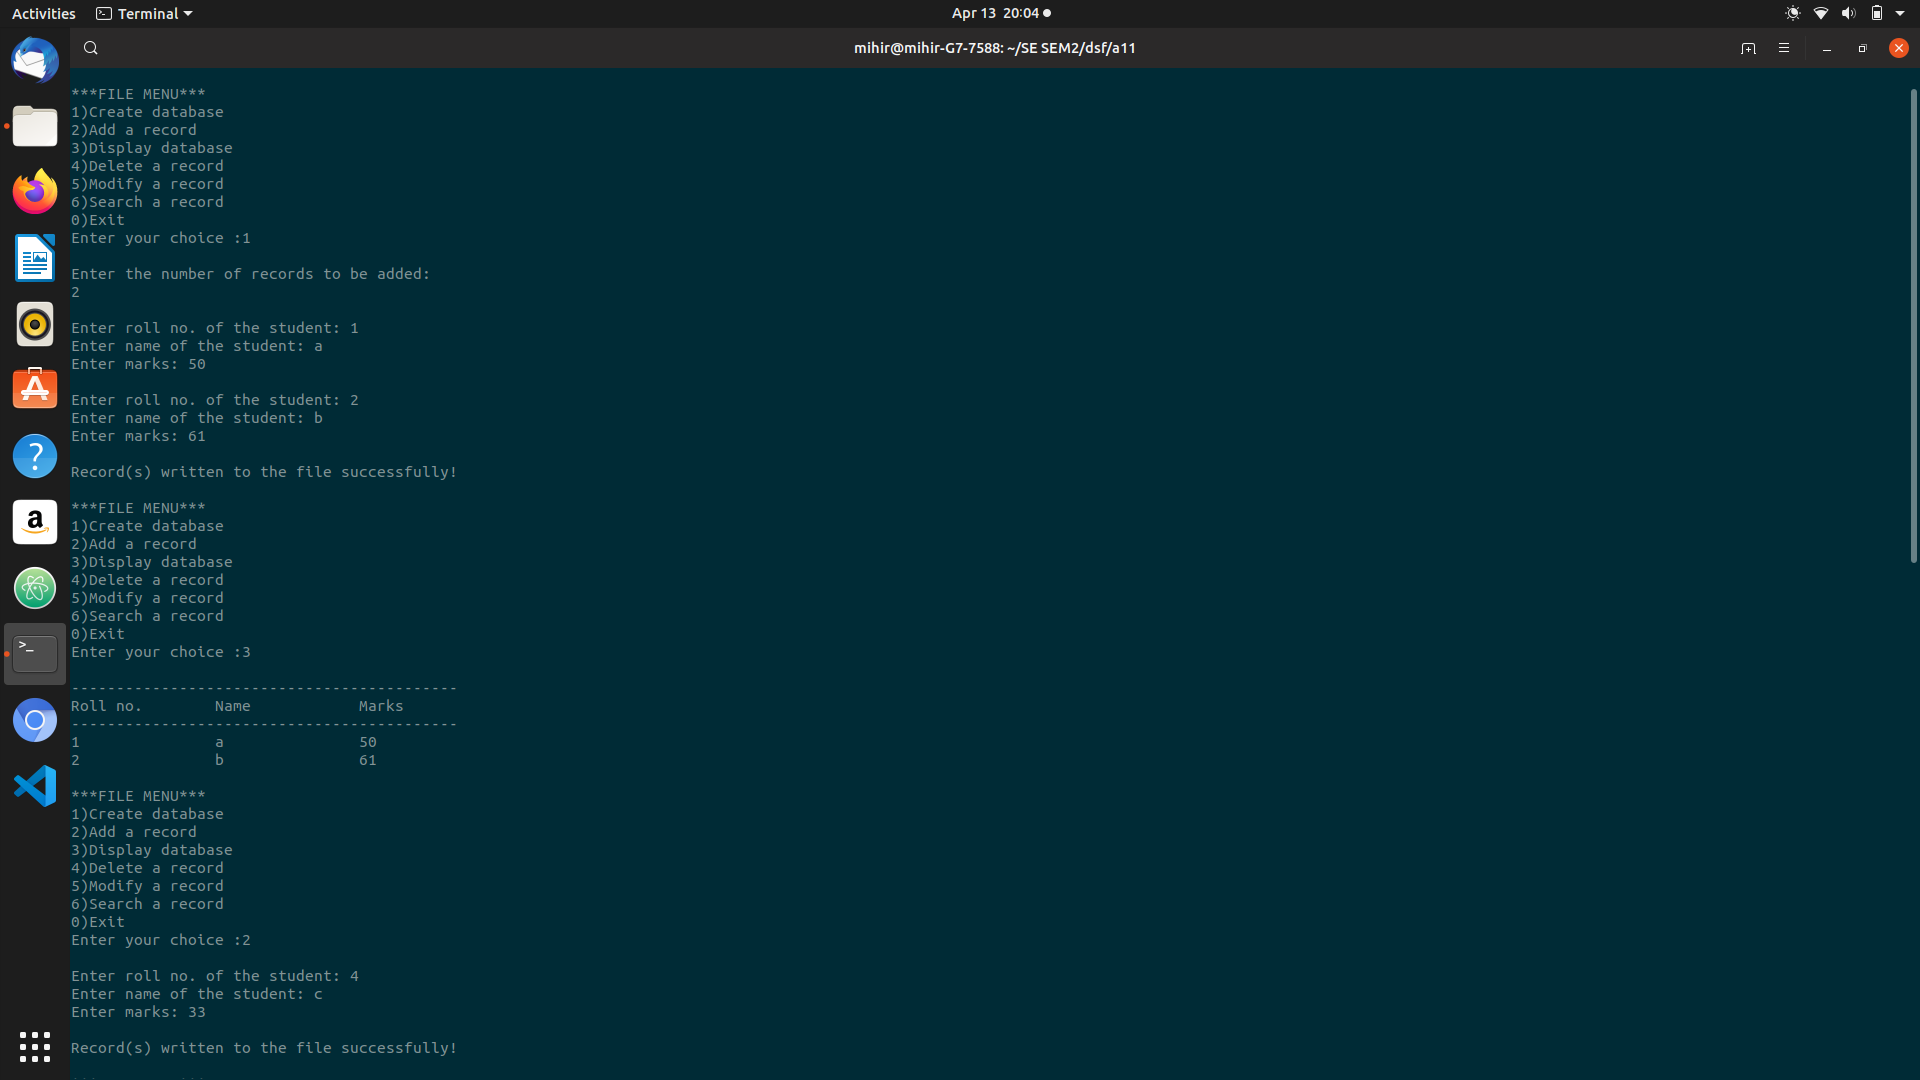 Activities Terminal Apr 13 20:04
mihir@mihir-G7-7588: ~/SE SEM2/dsf/a11
***FILE MENU***
1)Create database
2)Add a record
3)Display database
4)Delete a record
5)Modify a record
6)Search a record
0)Exit
Enter your choice :1
Enter the number of records to be added:
2
Enter roll no. of the student: 1
Enter name of the student: a
Enter marks: 50
Enter roll no. of the student: 2
Enter name of the student: b
Enter marks: 61
Record(s) written to the file successfully!
***FILE MENU***
1)Create database
2)Add a record
3)Display database
4)Delete a record
5)Modify a record
6)Search a record
0)Exit
Enter your choice :3
-------------------------------------------
Roll no. Name Marks
-------------------------------------------
1 a 50
2 b 61
***FILE MENU***
1)Create database
2)Add a record
3)Display database
4)Delete a record
5)Modify a record
6)Search a record
0)Exit
Enter your choice :2
Enter roll no. of the student: 4
Enter name of the student: c
Enter marks: 33
Record(s) written to the file successfully!